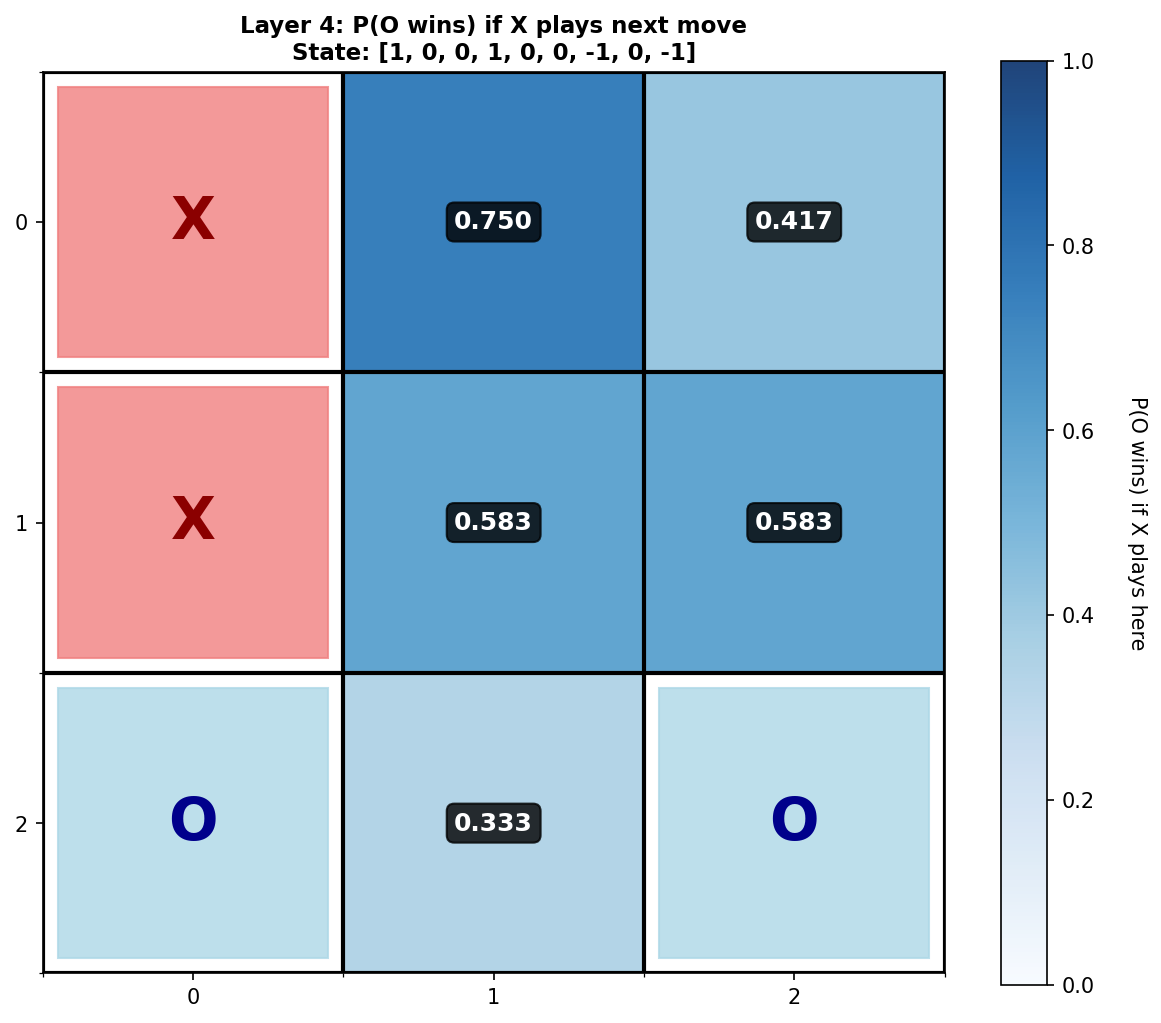 Layer 4: P(O wins) if X plays next move
State: [1, 0, 0, 1, 0, 0, -1, 0, -1]
0
X
0.750
0.417
1
X
0.583
0.583
2
O
0.333
O
0
1
2
1.0
0.8
0.6
0.4
0.2
0.0
P(O wins) if X plays here